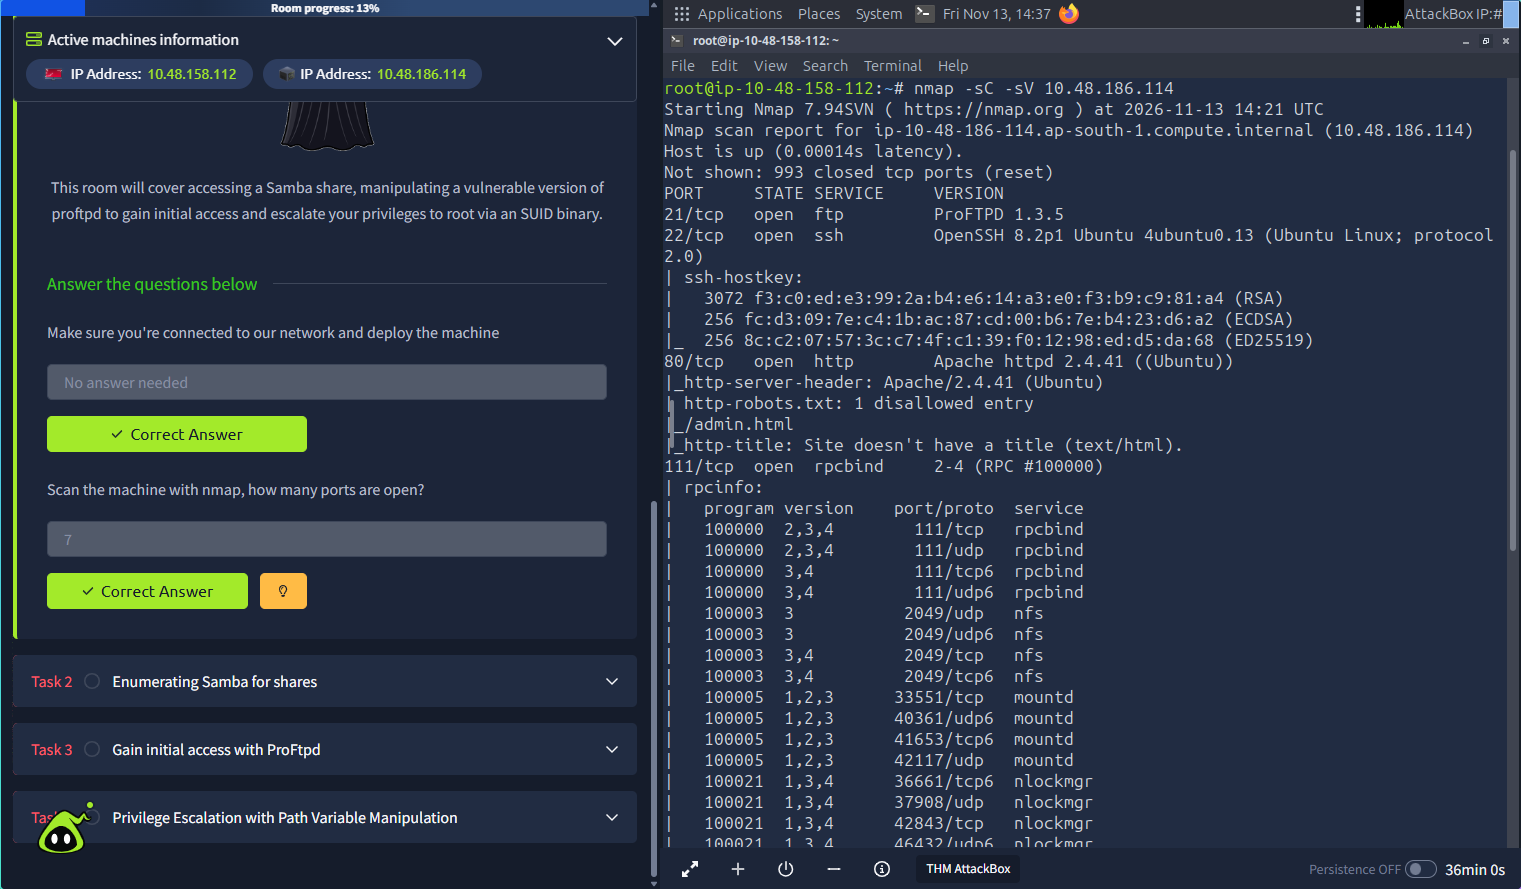 Room progress: 13%
Active machines information
IP Address: 10.48.158.112
IP Address: 10.48.186.114
This room will cover accessing a Samba share, manipulating a vulnerable version of
proftpd to gain initial access and escalate your privileges to root via an SUID binary.
Answer the questions below
Make sure you're connected to our network and deploy the machine
No answer needed
Correct Answer
Scan the machine with nmap, how many ports are open?
7
Correct Answer
Task 2 Enumerating Samba for shares
Task 3 Gain initial access with ProFtpd
Privilege Escalation with Path Variable Manipulation
Applications Places System Fri Nov 13, 14:37 AttackBox IP:#
root@ip-10-48-158-112: ~
File Edit View Search Terminal Help
root@ip-10-48-158-112:~# nmap -sC -sV 10.48.186.114
Starting Nmap 7.94SVN ( https://nmap.org ) at 2026-11-13 14:21 UTC
Nmap scan report for ip-10-48-186-114.ap-south-1.compute.internal (10.48.186.114)
Host is up (0.00014s latency).
Not shown: 993 closed tcp ports (reset)
PORT     STATE SERVICE     VERSION
21/tcp   open  ftp         ProFTPD 1.3.5
22/tcp   open  ssh         OpenSSH 8.2p1 Ubuntu 4ubuntu0.13 (Ubuntu Linux; protocol
2.0)
| ssh-hostkey:
|   3072 f3:c0:ed:e3:99:2a:b4:e6:14:a3:e0:f3:b9:c9:81:a4 (RSA)
|   256 fc:d3:09:7e:c4:1b:ac:87:cd:00:b6:7e:b4:23:d6:a2 (ECDSA)
|_  256 8c:c2:07:57:3c:c7:4f:c1:39:f0:12:98:ed:d5:da:68 (ED25519)
80/tcp   open  http        Apache httpd 2.4.41 ((Ubuntu))
|_http-server-header: Apache/2.4.41 (Ubuntu)
| http-robots.txt: 1 disallowed entry
|_/admin.html
|_http-title: Site doesn't have a title (text/html).
111/tcp  open  rpcbind     2-4 (RPC #100000)
| rpcinfo:
|   program version    port/proto  service
|   100000  2,3,4        111/tcp   rpcbind
|   100000  2,3,4        111/udp   rpcbind
|   100000  3,4          111/tcp6  rpcbind
|   100000  3,4          111/udp6  rpcbind
|   100003  3           2049/udp   nfs
|   100003  3           2049/udp6  nfs
|   100003  3,4         2049/tcp   nfs
|   100003  3,4         2049/tcp6  nfs
|   100005  1,2,3      33551/tcp   mountd
|   100005  1,2,3      40361/udp6  mountd
|   100005  1,2,3      41653/tcp6  mountd
|   100005  1,2,3      42117/udp   mountd
|   100021  1,3,4      36661/tcp6  nlockmgr
|   100021  1,3,4      37908/udp   nlockmgr
|   100021  1,3,4      42843/tcp   nlockmgr
|   100021  1,3,4      46432/udp6  nlockmgr
THM AttackBox
Persistence OFF
36min 0s